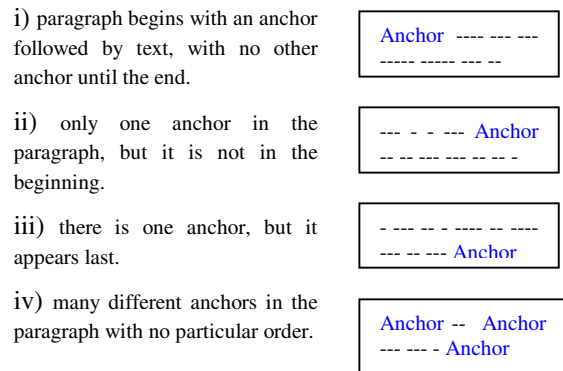 i) paragraph begins with an anchor
followed by text, with no other
anchor until the end.
Anchor ---- --- ---
----- ----- --- --
ii) only one anchor in the
paragraph, but it is not in the
beginning.
--- - - --- Anchor
-- -- --- --- -- -- -
iii) there is one anchor, but it
appears last.
- --- -- - ---- -- ----
--- -- --- Anchor
iv) many different anchors in the
paragraph with no particular order.
Anchor -- Anchor
--- --- - Anchor